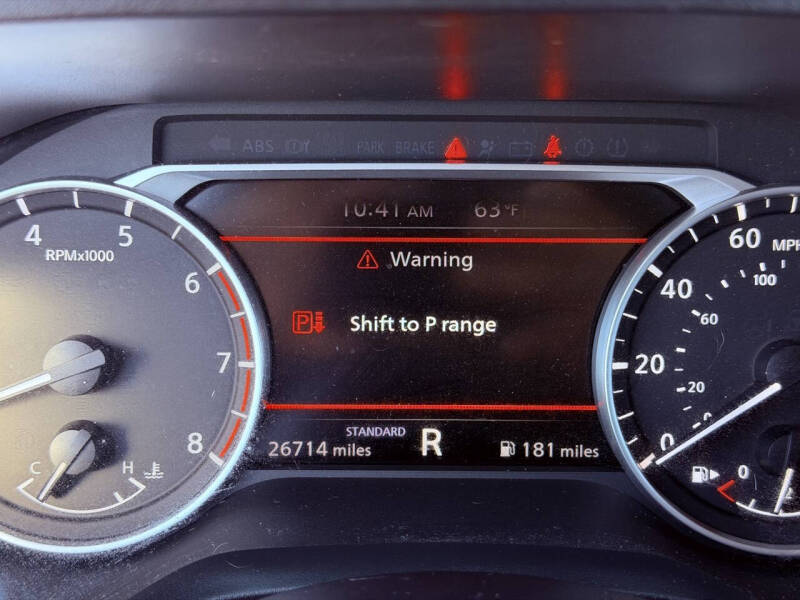 ABS
PARK BRAKE
10:41 AM 63°F
Warning
P Shift to P range
STANDARD
26714 miles R 181 miles
4 5 6 7 8
RPMx1000
C H
0 20 40 60
MPH
0 20 60 100
0